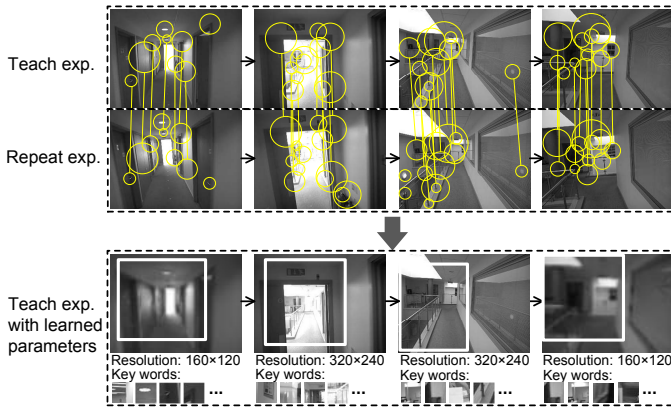 Teach exp.
Repeat exp.
Teach exp.
with learned
parameters
Resolution: 160×120
Key words:
...
Resolution: 320×240
Key words:
...
Resolution: 320×240
Key words:
...
Resolution: 160×120
Key words:
...